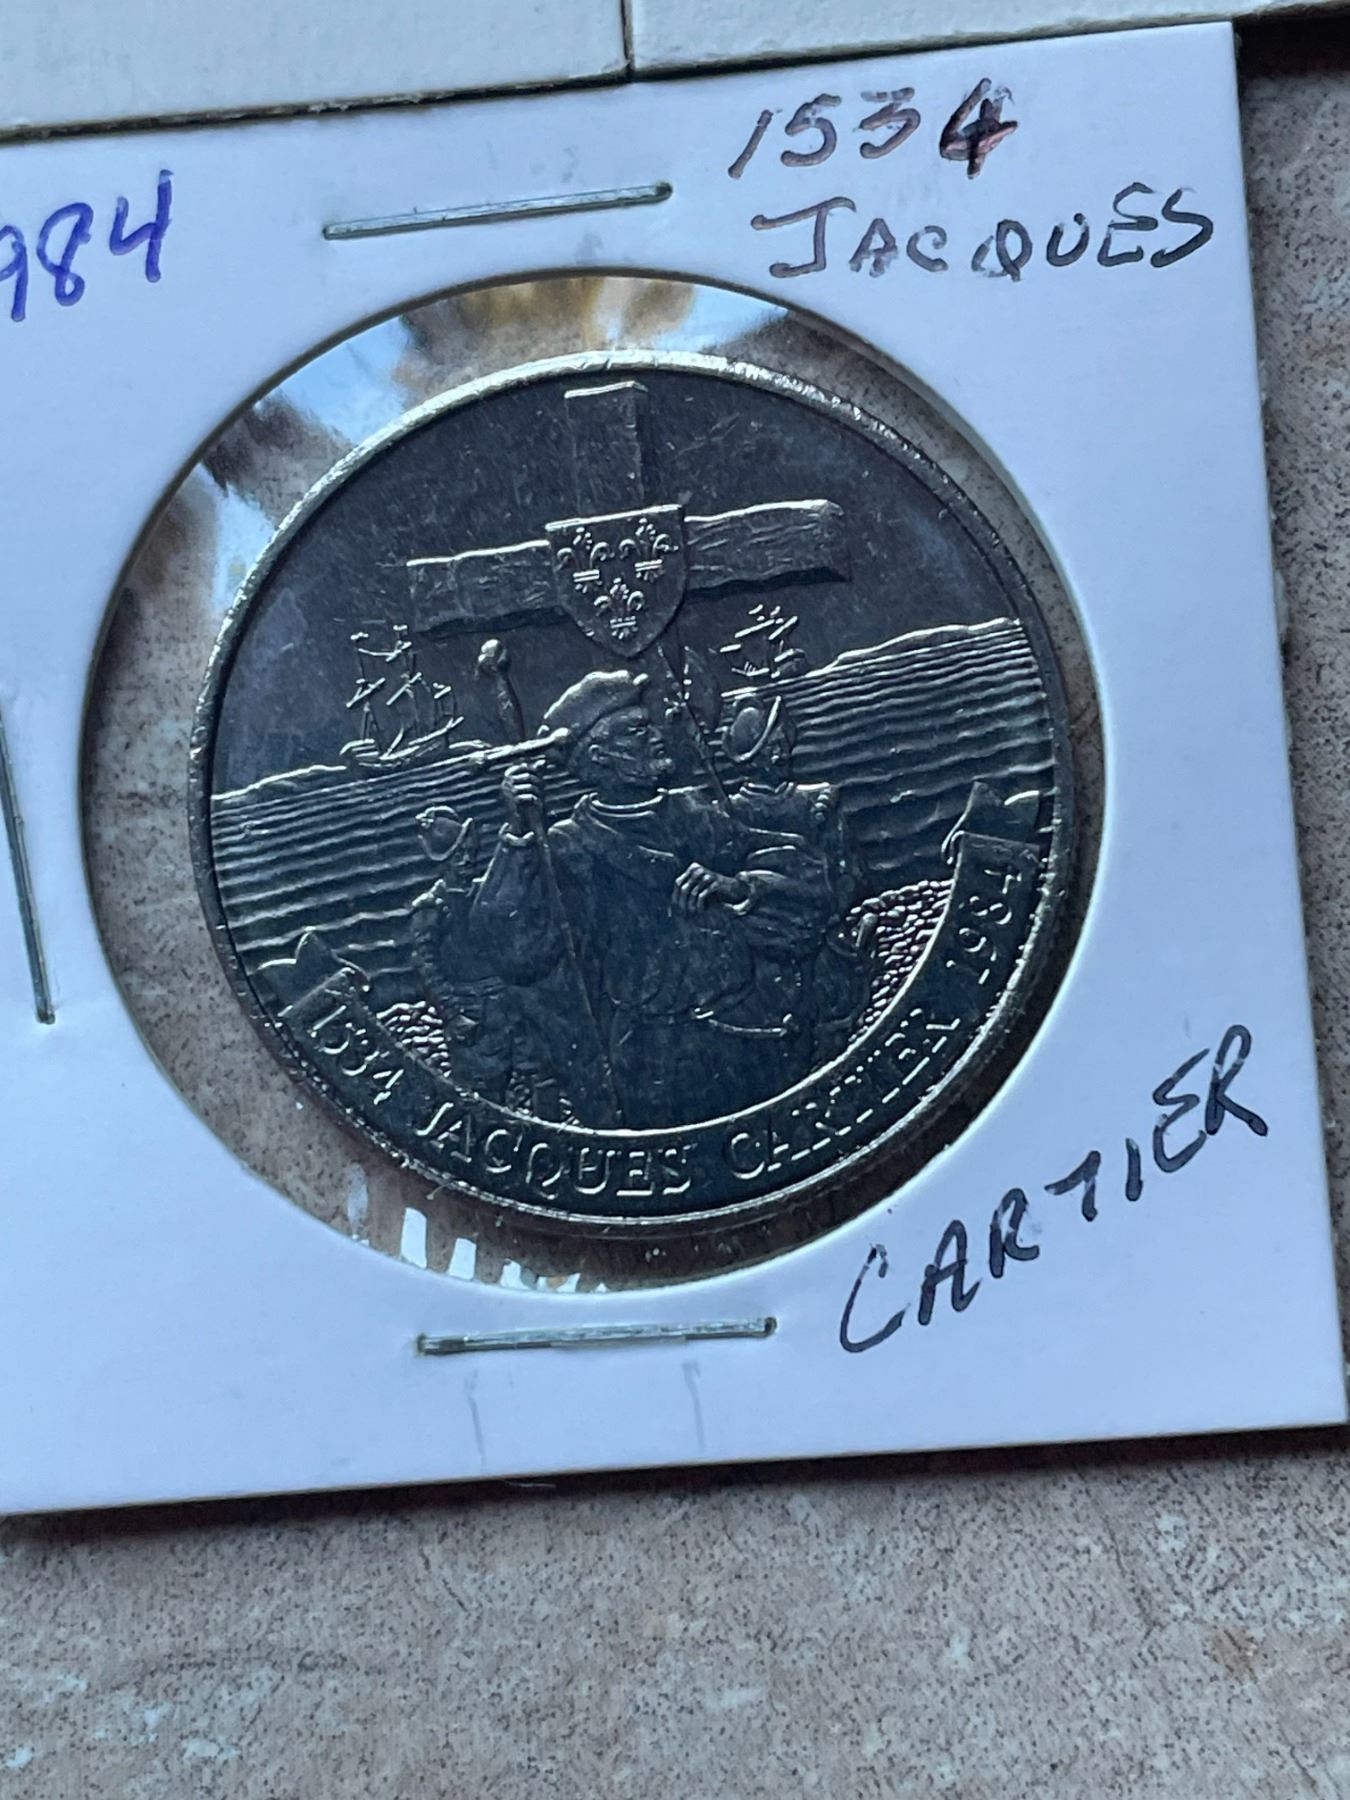 984
1534
JACQUES
1534 JACQUES CARTIER 1984
CARTIER